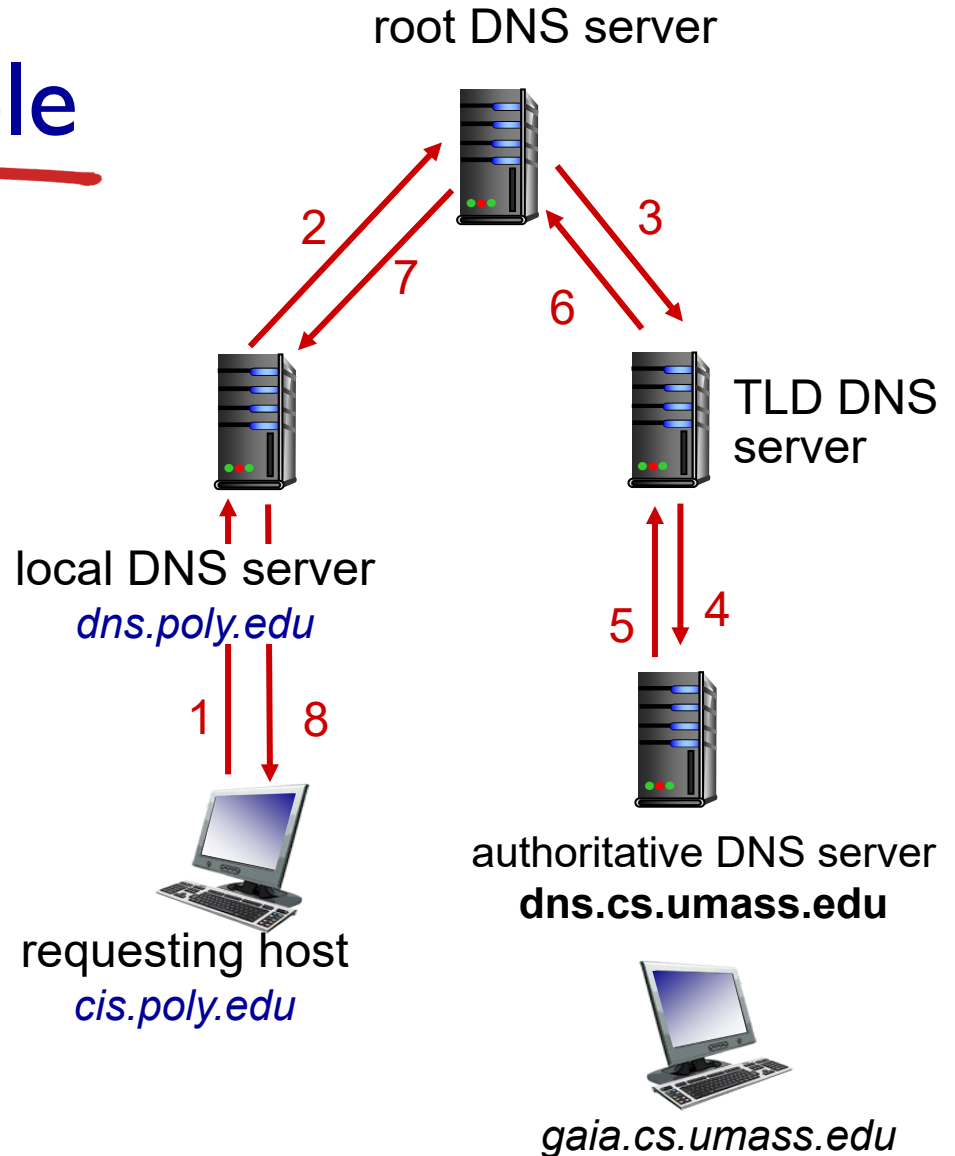 root DNS server
le
2
3
7
6
TLD DNS
server
local DNS server
dns.poly.edu
5
4
1
8
authoritative DNS server
dns.cs.umass.edu
requesting host
cis.poly.edu
gaia.cs.umass.edu